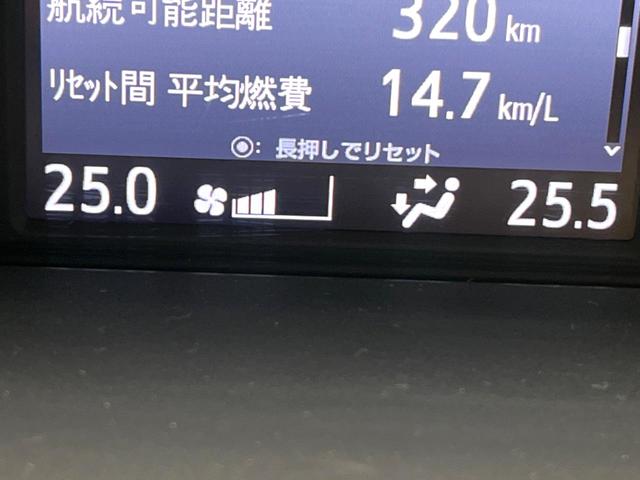 航続可能距離 320 km
リセット間 平均燃費 14.7 km/L
◉: 長押しでリセット
25.0 25.5